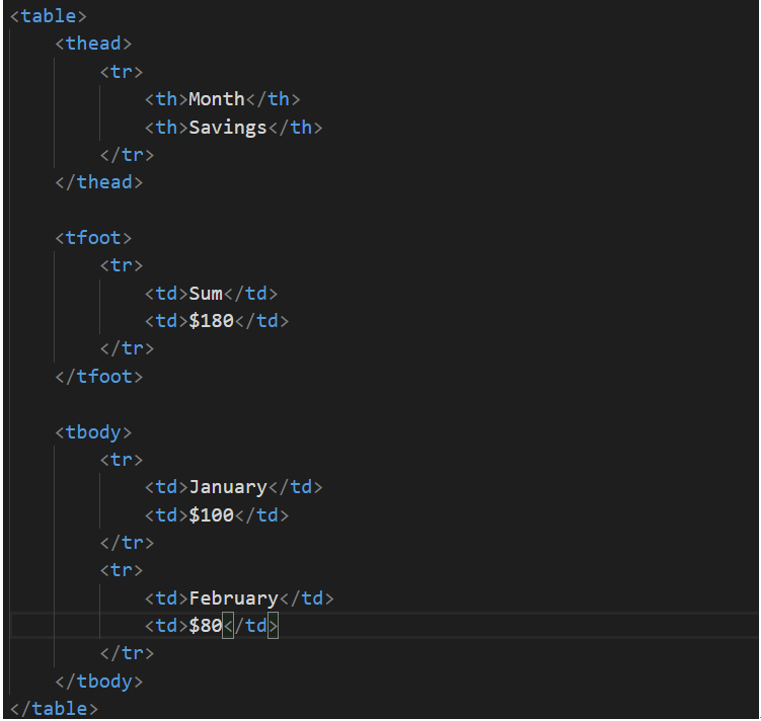 <table>
    <thead>
        <tr>
            <th>Month</th>
            <th>Savings</th>
        </tr>
    </thead>

    <tfoot>
        <tr>
            <td>Sum</td>
            <td>$180</td>
        </tr>
    </tfoot>

    <tbody>
        <tr>
            <td>January</td>
            <td>$100</td>
        </tr>
        <tr>
            <td>February</td>
            <td>$80</td>
        </tr>
    </tbody>
</table>